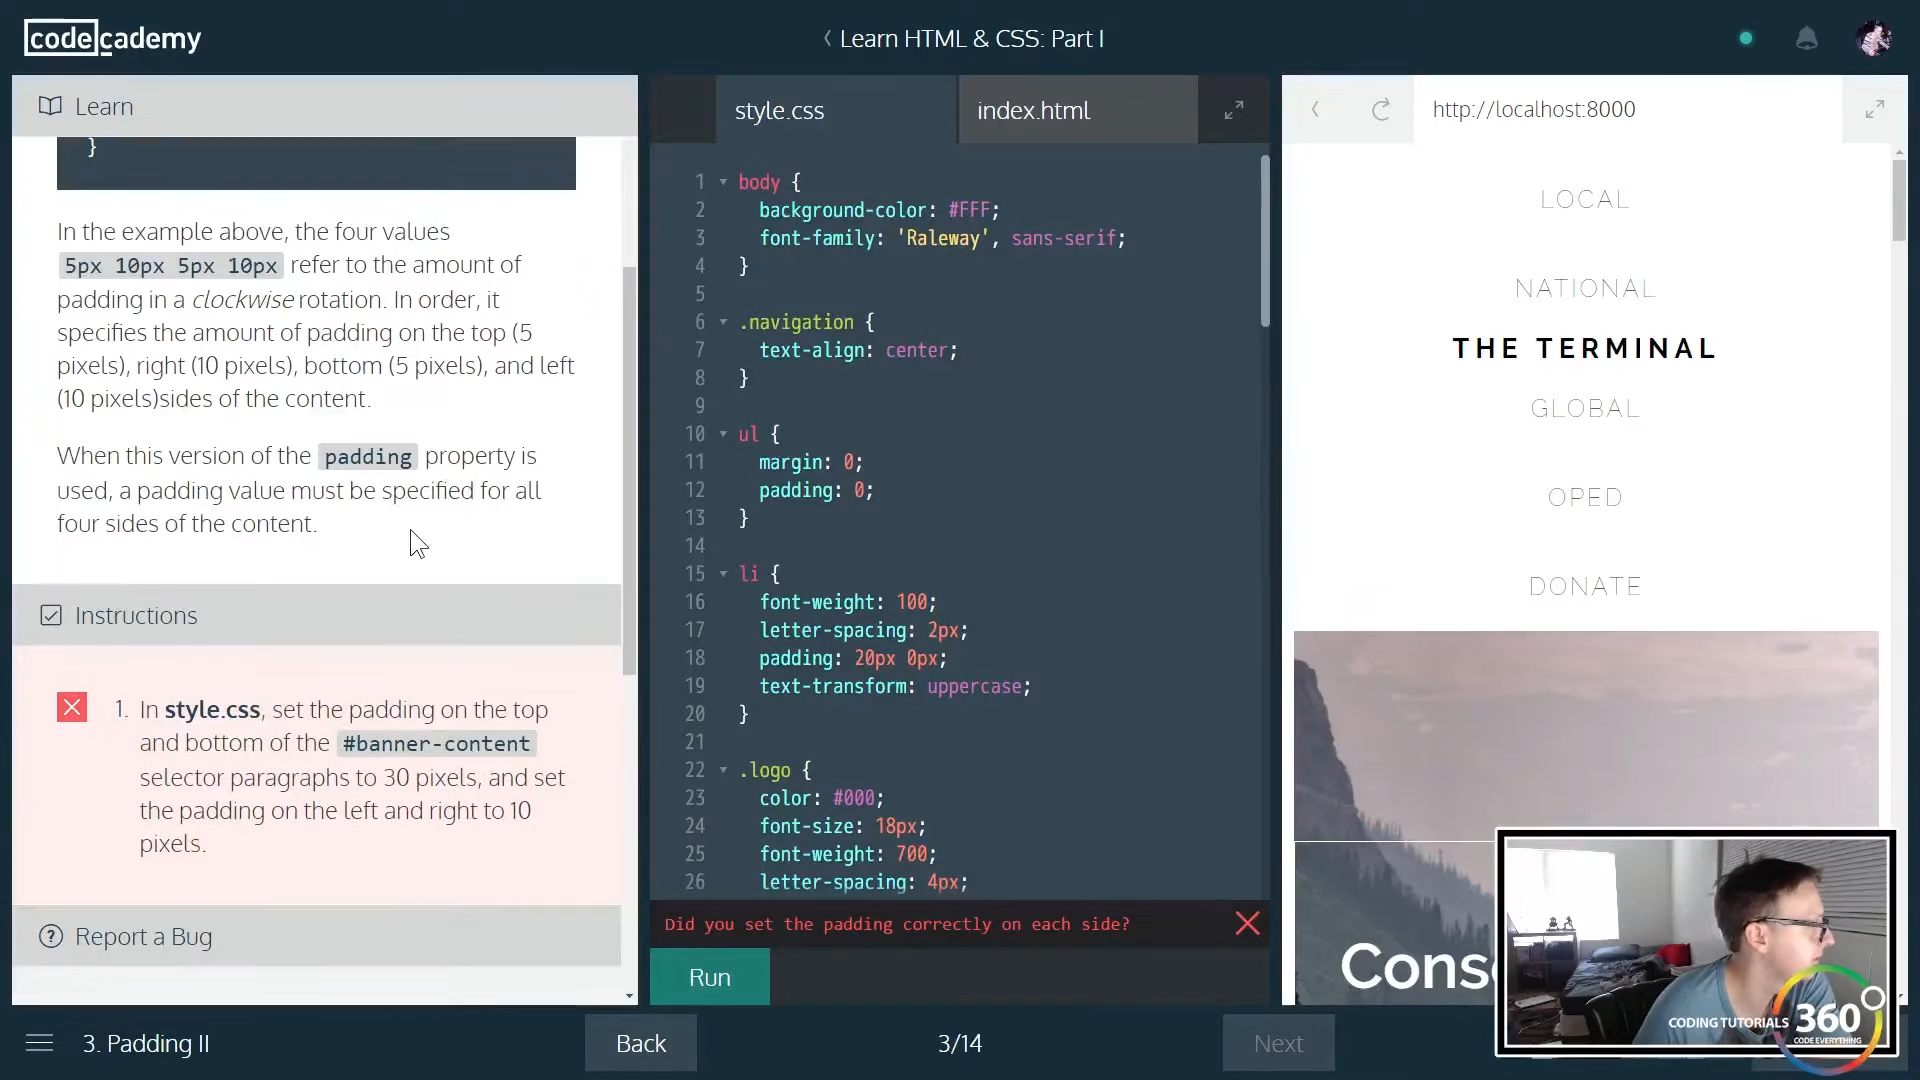 codecademy
Learn HTML & CSS: Part I
Learn
}
In the example above, the four values
5px 10px 5px 10px refer to the amount of
padding in a clockwise rotation. In order, it
specifies the amount of padding on the top (5
pixels), right (10 pixels), bottom (5 pixels), and left
(10 pixels)sides of the content.
When this version of the padding property is
used, a padding value must be specified for all
four sides of the content.
Instructions
1. In style.css, set the padding on the top
and bottom of the #banner-content
selector paragraphs to 30 pixels, and set
the padding on the left and right to 10
pixels.
Report a Bug
style.css
index.html
1 body {
2 background-color: #FFF;
3 font-family: 'Raleway', sans-serif;
4 }
5
6 .navigation {
7 text-align: center;
8 }
9
10 ul {
11 margin: 0;
12 padding: 0;
13 }
14
15 li {
16 font-weight: 100;
17 letter-spacing: 2px;
18 padding: 20px 0px;
19 text-transform: uppercase;
20 }
21
22 .logo {
23 color: #000;
24 font-size: 18px;
25 font-weight: 700;
26 letter-spacing: 4px;
Did you set the padding correctly on each side?
Run
http://localhost:8000
LOCAL
NATIONAL
THE TERMINAL
GLOBAL
OPED
DONATE
Cons
CODING TUTORIALS 360
CODE EVERYTHING
3. Padding II
Back
3/14
Next